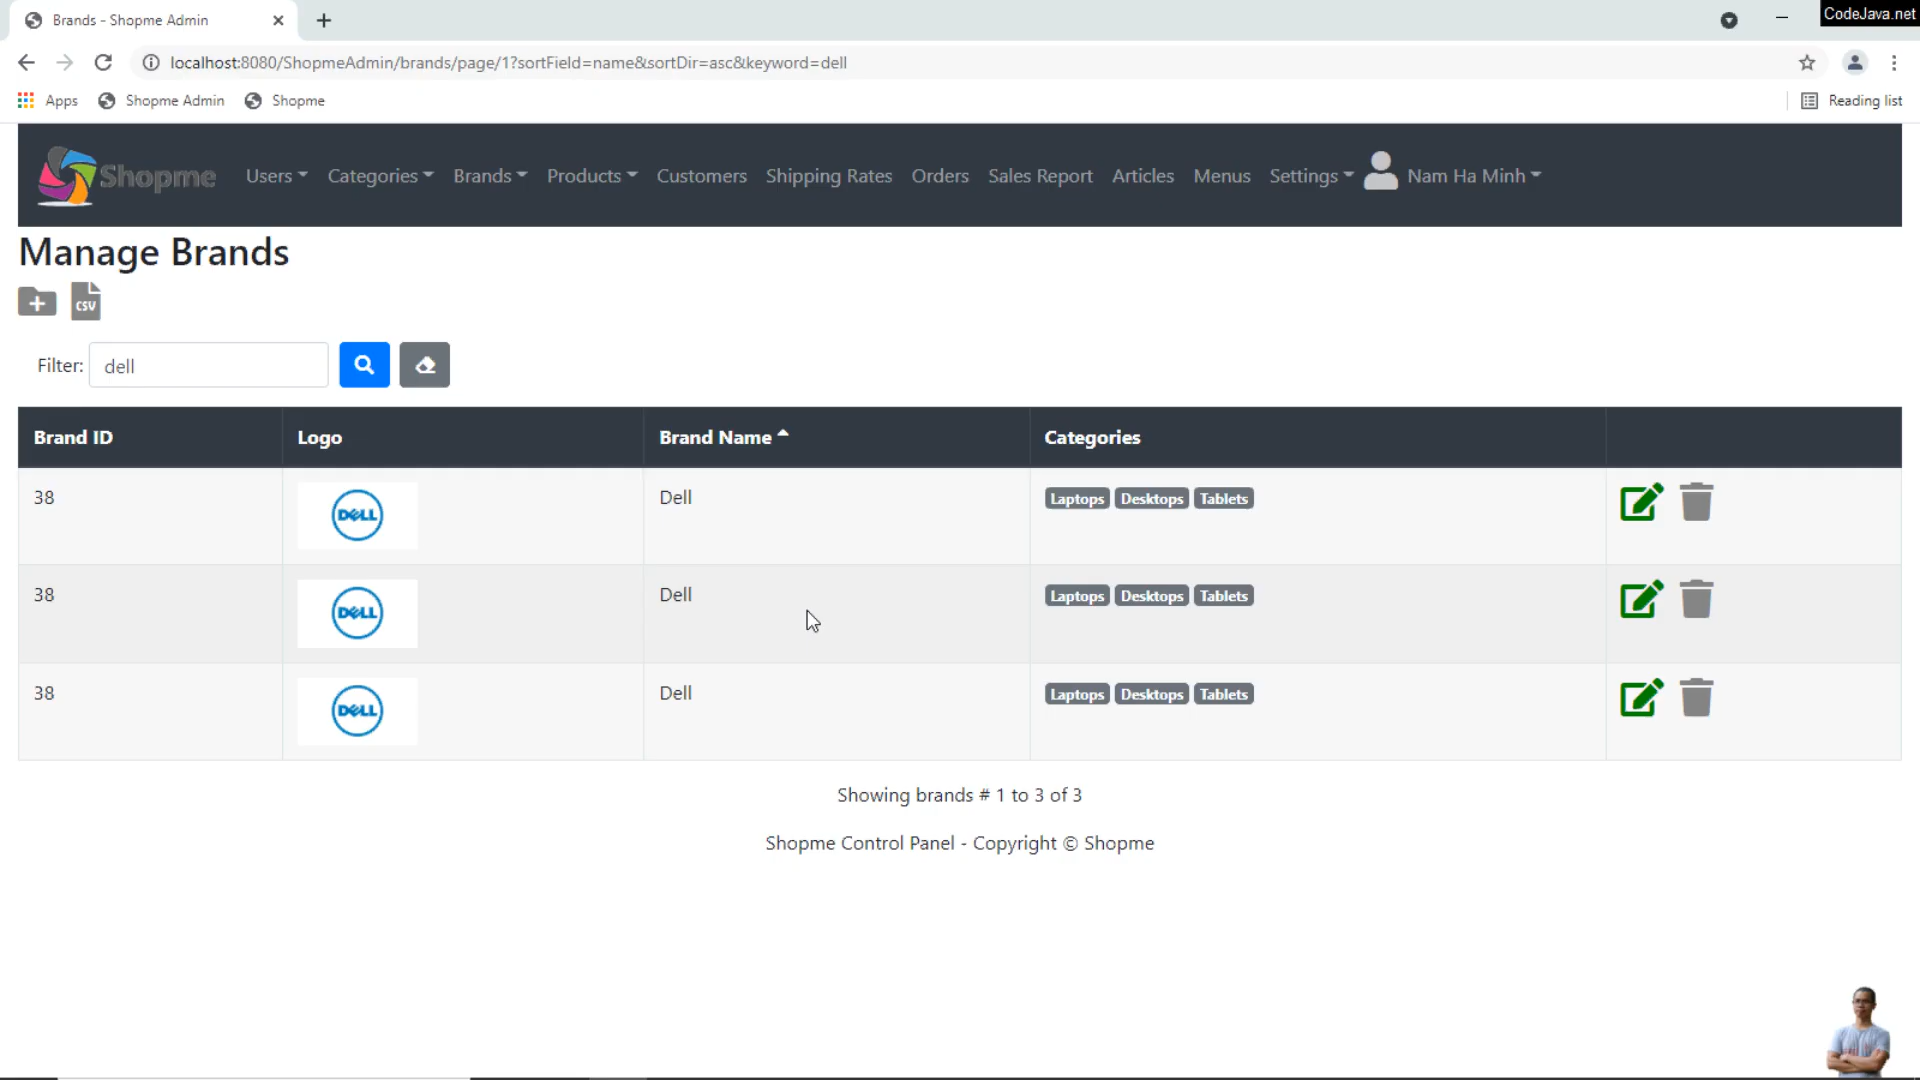 Brands - Shopme Admin
CodeJava.net
localhost:8080/ShopmeAdmin/brands/page/1?sortField=name&sortDir=asc&keyword=dell
Apps Shopme Admin Shopme Reading list
Shopme Users Categories Brands Products Customers Shipping Rates Orders Sales Report Articles Menus Settings Nam Ha Minh
Manage Brands
CSV
Filter: dell
Brand ID Logo Brand Name Categories
38 DELL Dell Laptops Desktops Tablets
38 DELL Dell Laptops Desktops Tablets
38 DELL Dell Laptops Desktops Tablets
Showing brands # 1 to 3 of 3
Shopme Control Panel - Copyright © Shopme